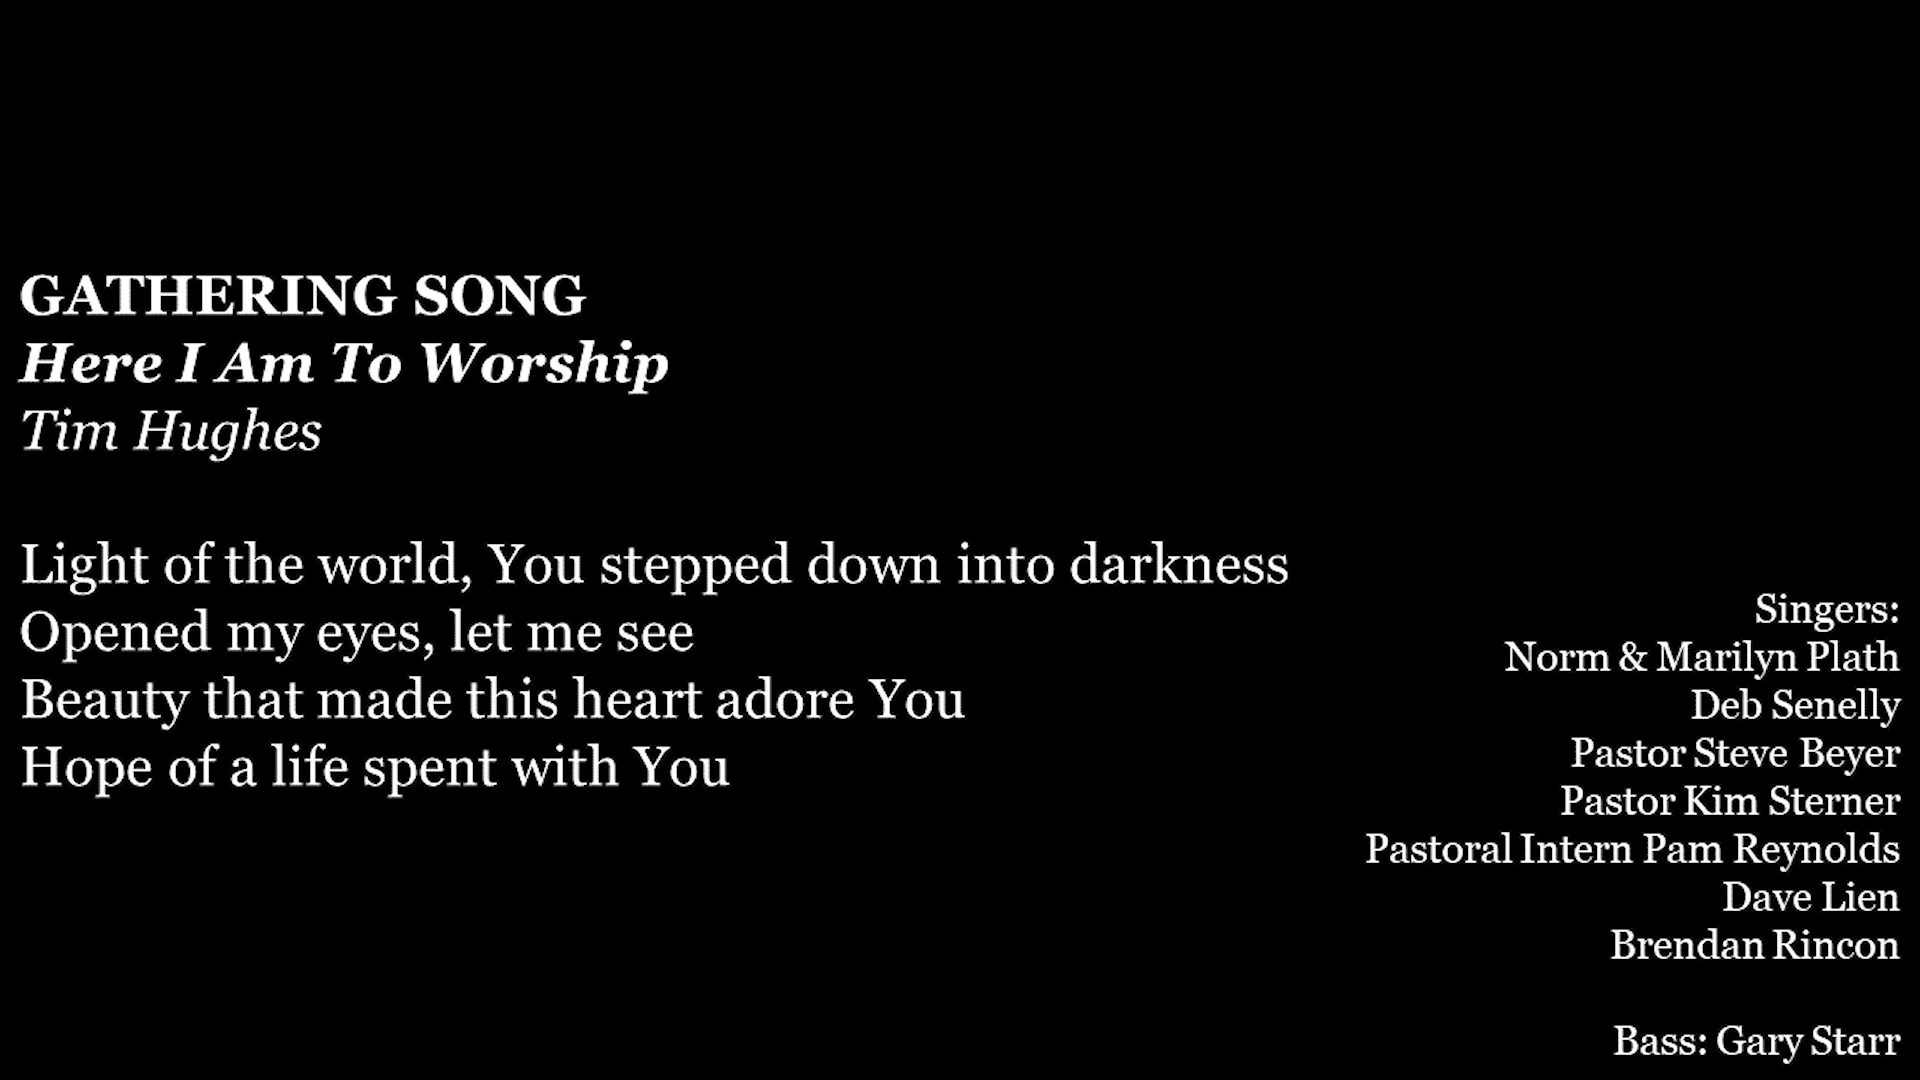 GATHERING SONG
Here I Am To Worship
Tim Hughes
Light of the world, You stepped down into darkness
Opened my eyes, let me see
Beauty that made this heart adore You
Hope of a life spent with You
Singers:
Norm & Marilyn Plath
Deb Senelly
Pastor Steve Beyer
Pastor Kim Sterner
Pastoral Intern Pam Reynolds
Dave Lien
Brendan Rincon
Bass: Gary Starr